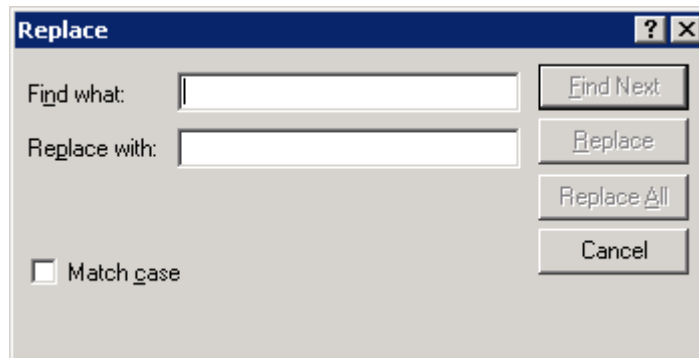 Replace
Find what:
Find Next
Replace with:
Replace
Replace All
Cancel
Match case